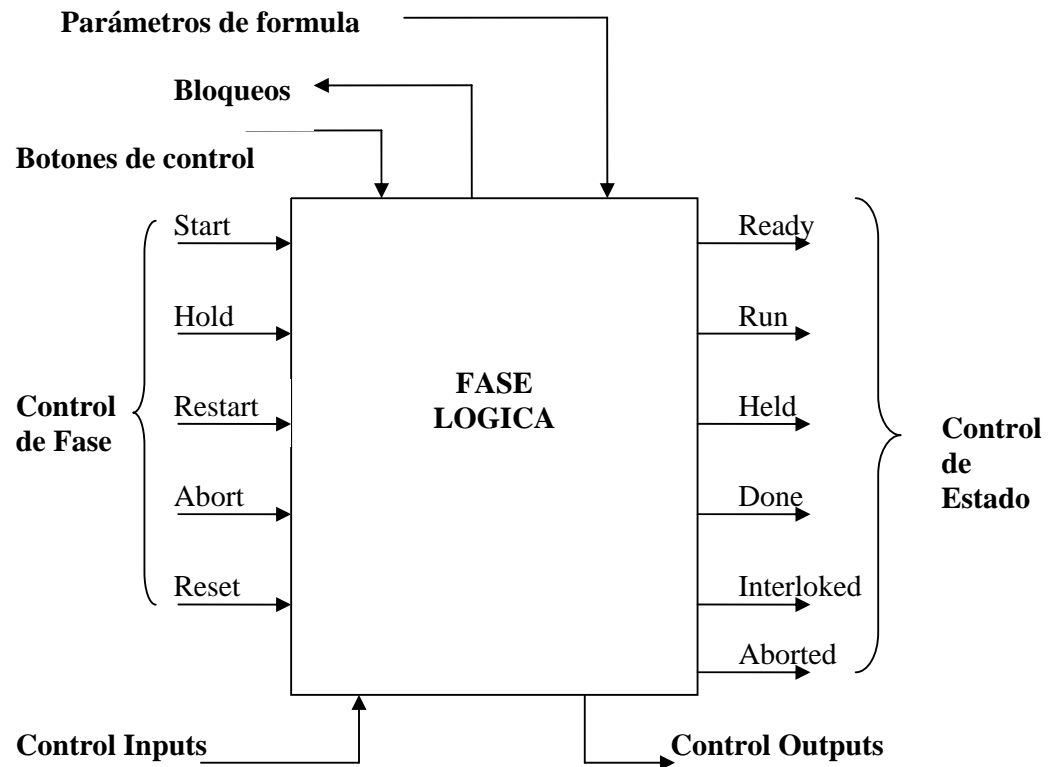 Parámetros de formula
Bloqueos
Botones de control
Start
Hold
Restart
Abort
Reset
Control
de Fase
FASE
LOGICA
Ready
Run
Held
Done
Interloked
Aborted
Control
de
Estado
Control Inputs
Control Outputs